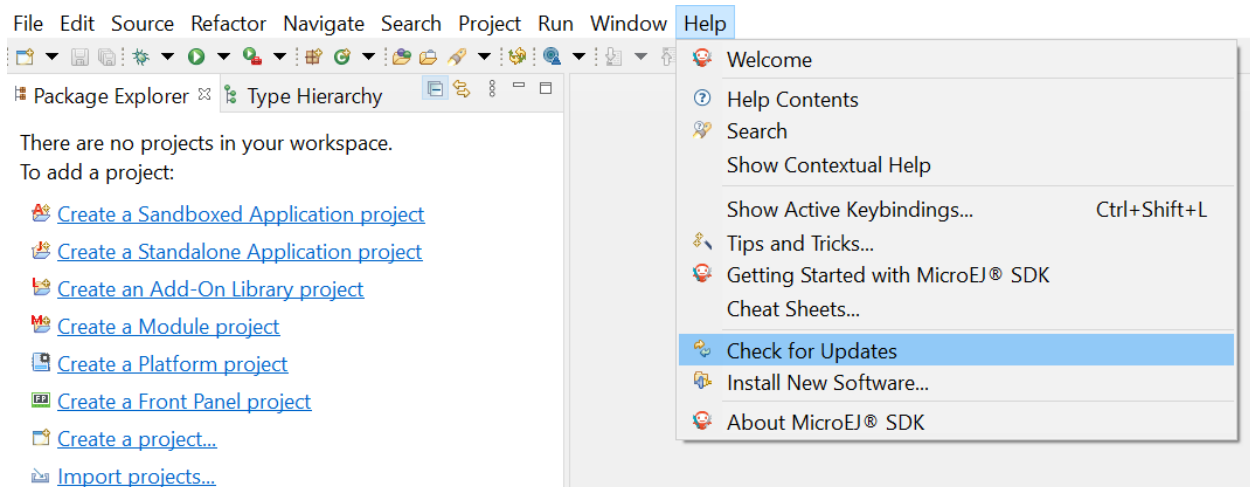 File Edit Source Refactor Navigate Search Project Run Window Help
Package Explorer Type Hierarchy
There are no projects in your workspace.
To add a project:
Create a Sandboxed Application project
Create a Standalone Application project
Create an Add-On Library project
Create a Module project
Create a Platform project
Create a Front Panel project
Create a project...
Import projects...
Welcome
Help Contents
Search
Show Contextual Help
Show Active Keybindings... Ctrl+Shift+L
Tips and Tricks...
Getting Started with MicroEJ® SDK
Cheat Sheets...
Check for Updates
Install New Software...
About MicroEJ® SDK